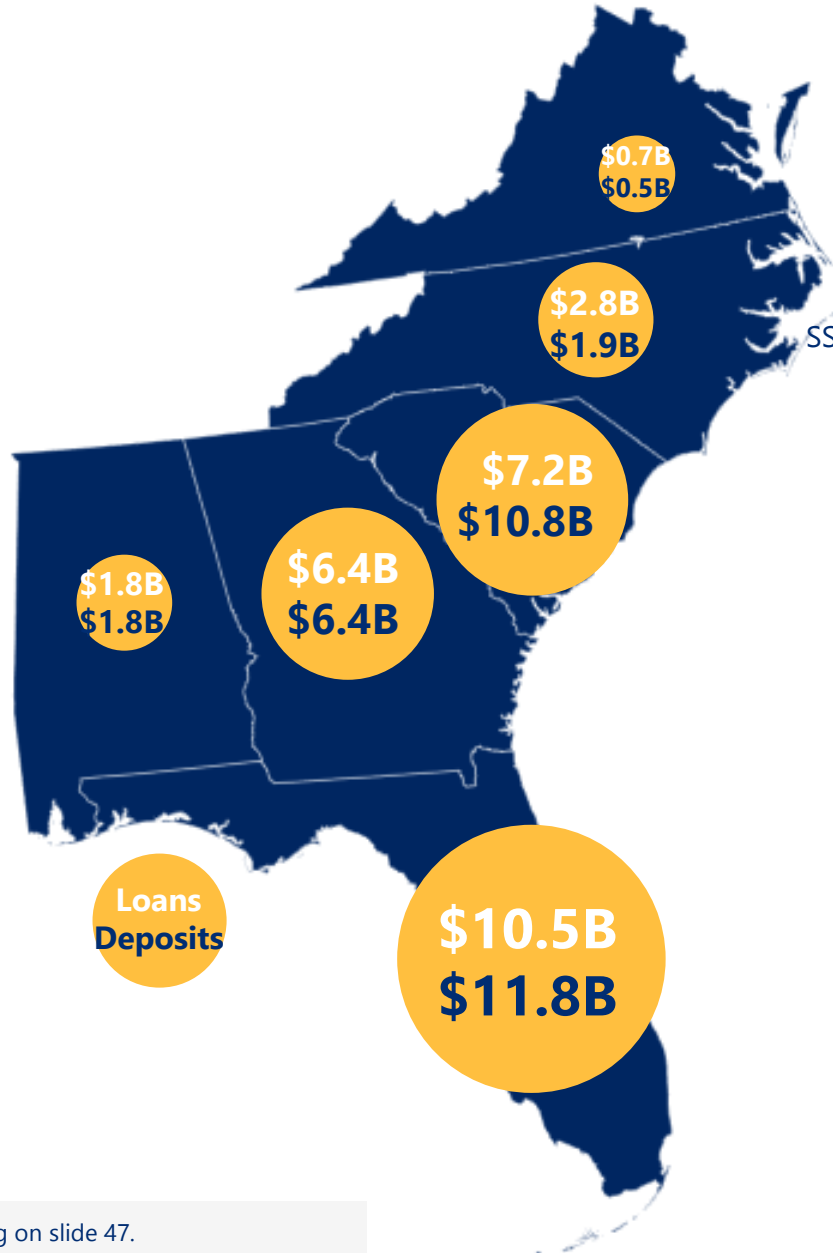 $0.7B
$0.5B
$2.8B
$1.9B
SS
$7.2B
$10.8B
$6.4B
$6.4B
$1.8B
$1.8B
Loans
Deposits
$10.5B
$11.8B
g on slide 47.